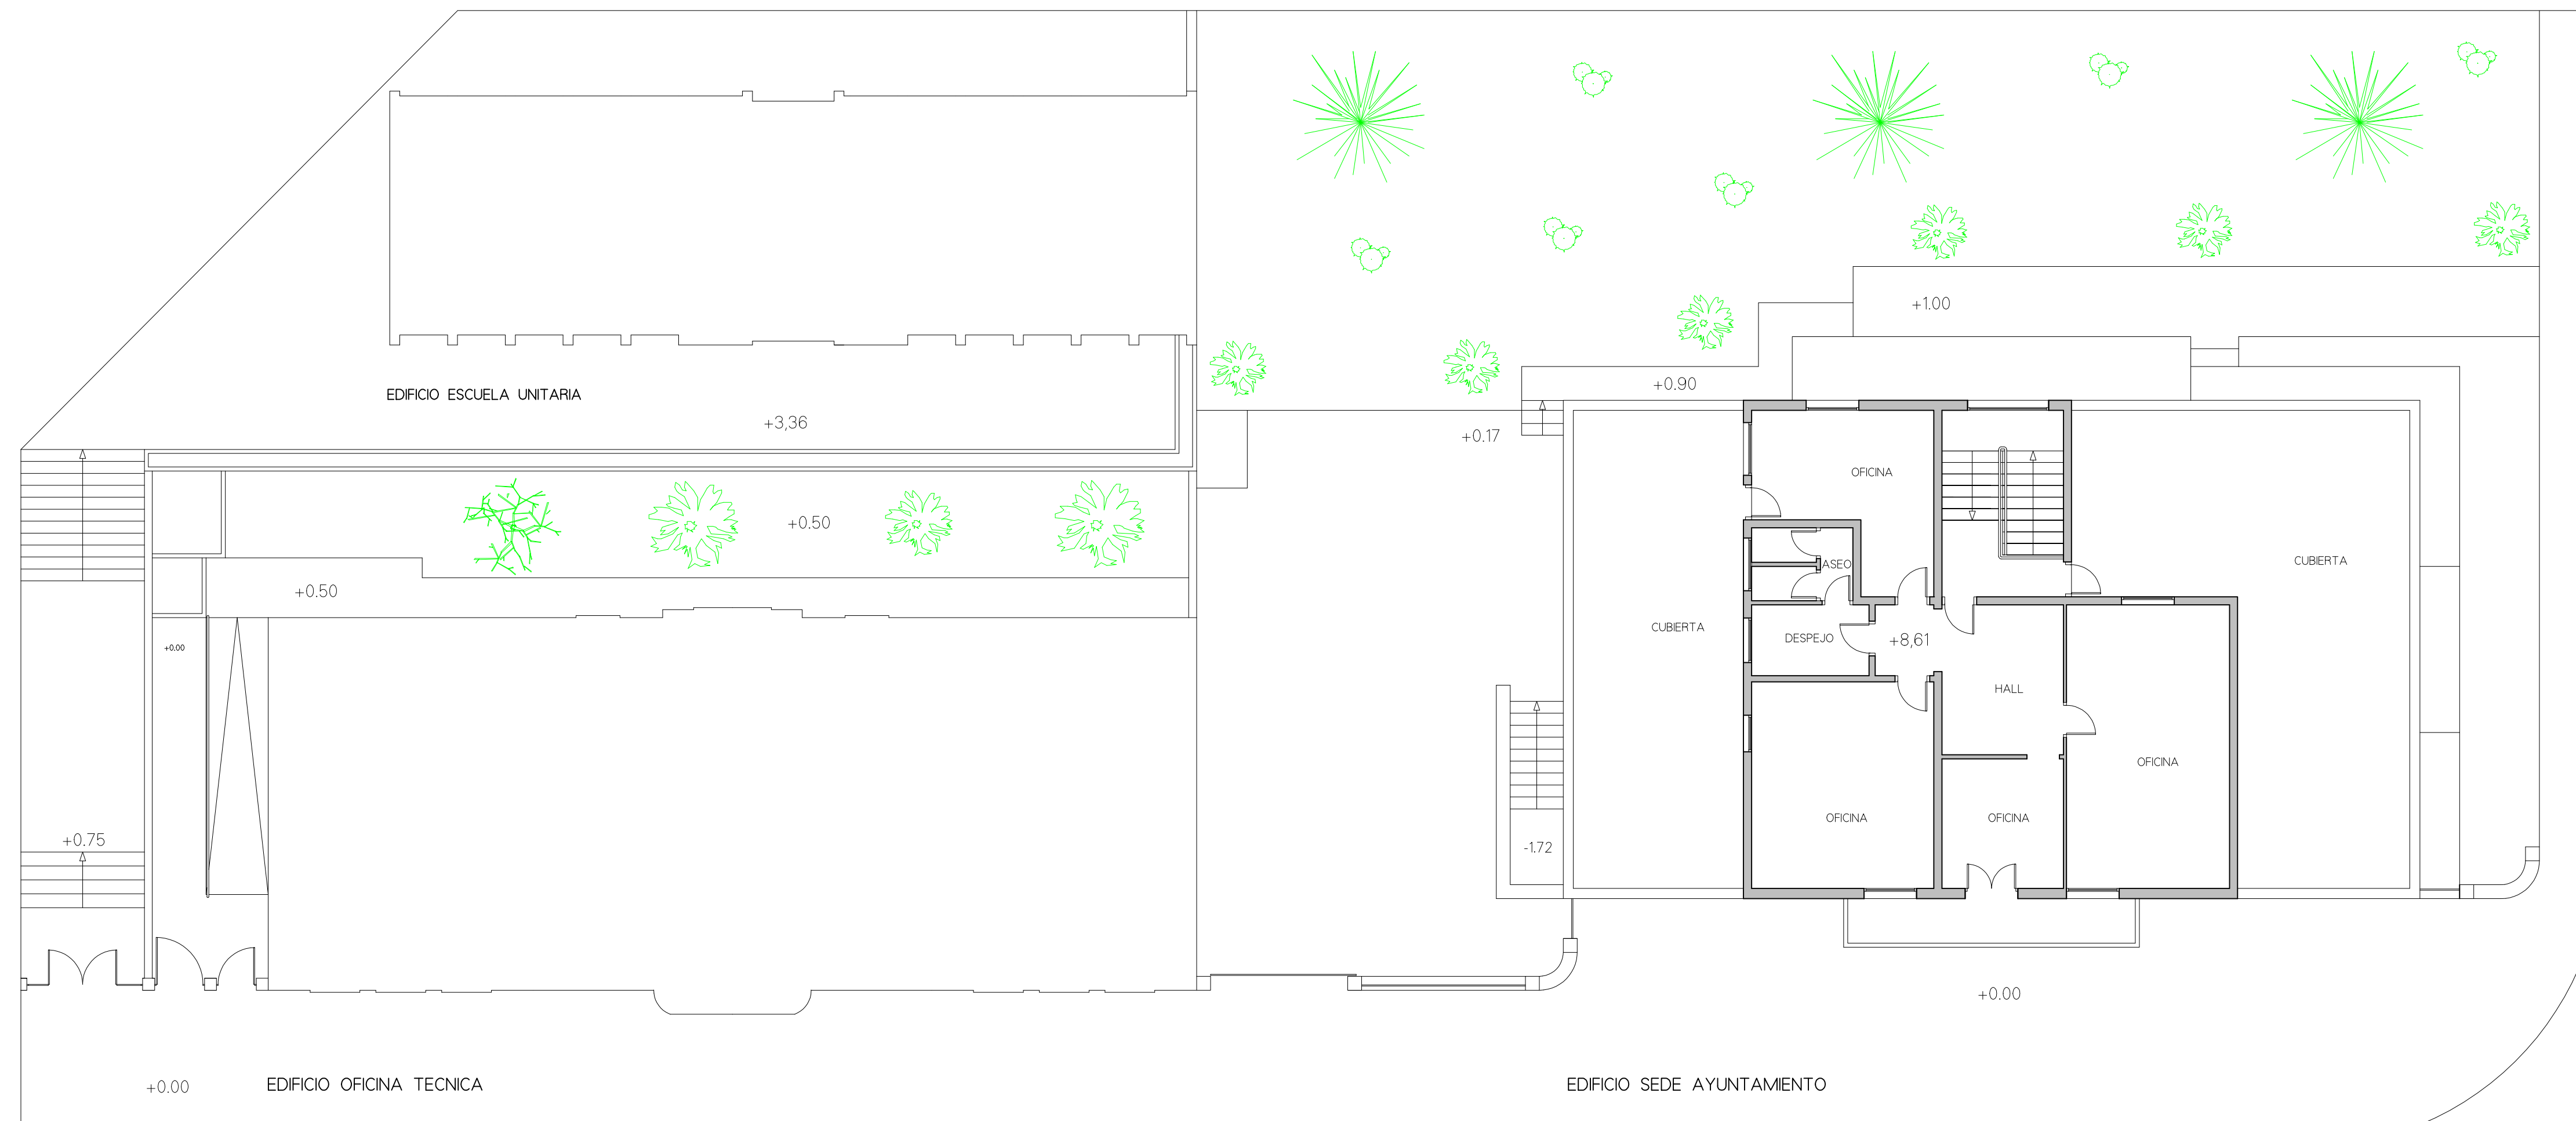 +1.00
+0.90
EDIFICIO ESCUELA UNITARIA
+3,36
+0.17
OFICINA
+0.50
CUBIERTA
ASEO
+0.50
CUBIERTA
DESPEJO
+8,61
+0.00
HALL
OFICINA
OFICINA
OFICINA
+0.75
-1.72
+0.00
+0.00
EDIFICIO OFICINA TECNICA
EDIFICIO SEDE AYUNTAMIENTO